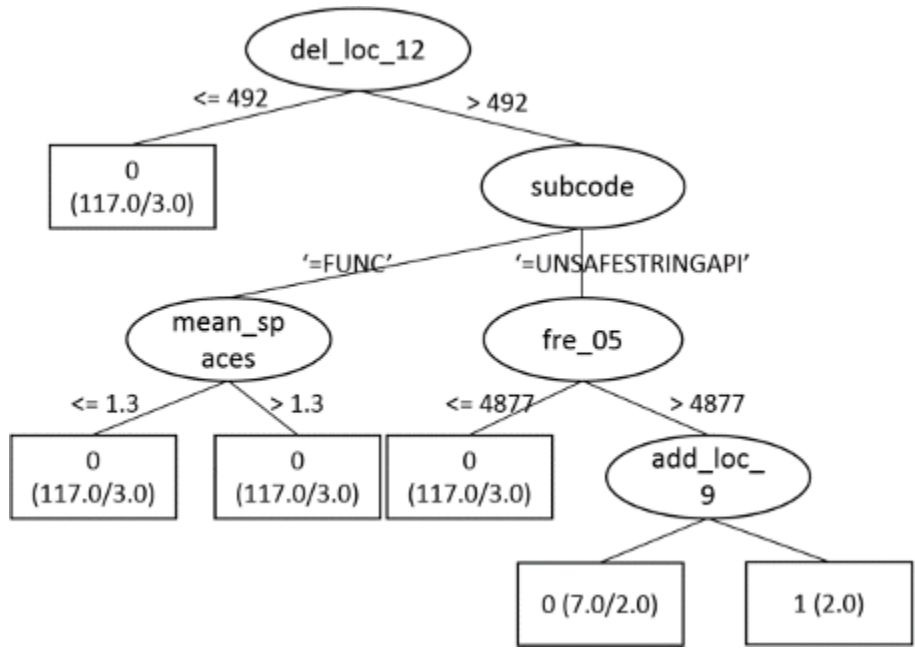 del_loc_12
<= 492
> 492
0
(117.0/3.0)
subcode
‘=FUNC’
‘=UNSAFESTRINGAPI’
mean_sp
aces
fre_05
<= 1.3
> 1.3
<= 4877
> 4877
0
(117.0/3.0)
0
(117.0/3.0)
0
(117.0/3.0)
add_loc_
9
0 (7.0/2.0)
1 (2.0)